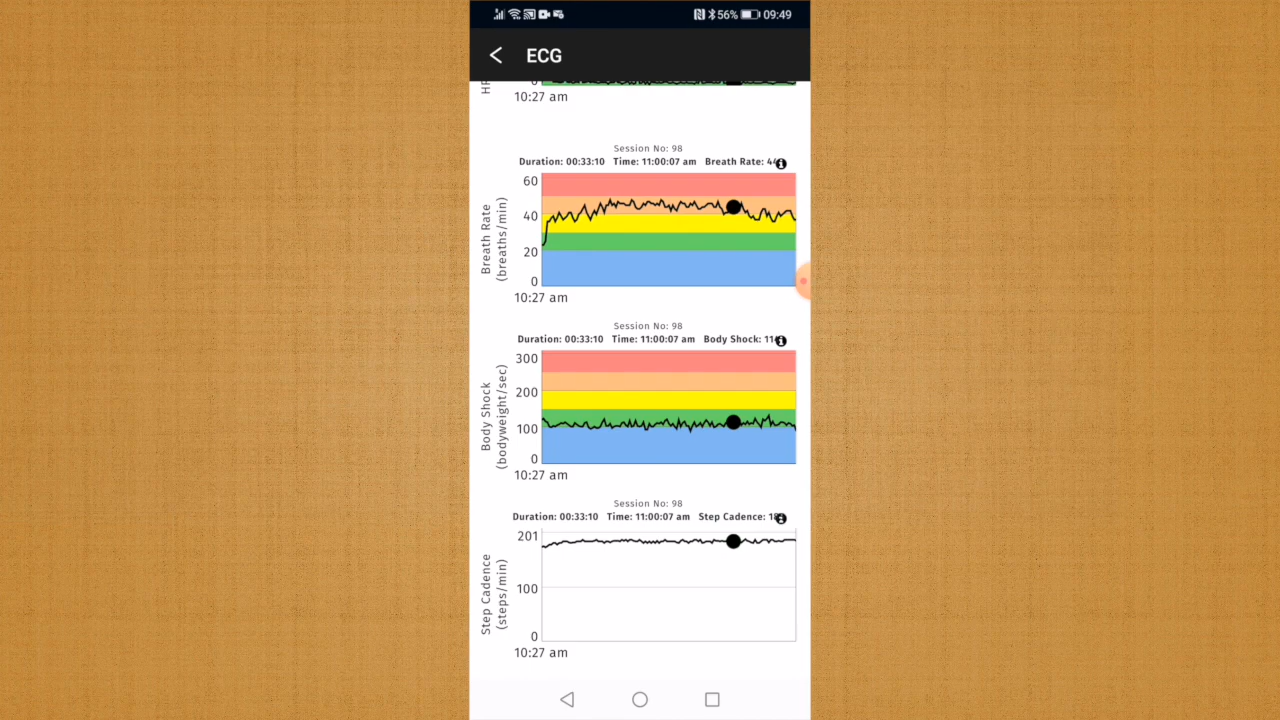 56% 09:49
ECG
0
10:27 am
Session No: 98
Duration: 00:33:10 Time: 11:00:07 am Breath Rate:
60
40
20
0
Breath Rate
(breaths/min)
10:27 am
Session No: 98
Duration: 00:33:10 Time: 11:00:07 am Body Shock:
300
200
100
0
Body Shock
(bodyweight/sec)
10:27 am
Session No: 98
Duration: 00:33:10 Time: 11:00:07 am Step Cadence:
201
100
0
Step Cadence
(steps/min)
10:27 am